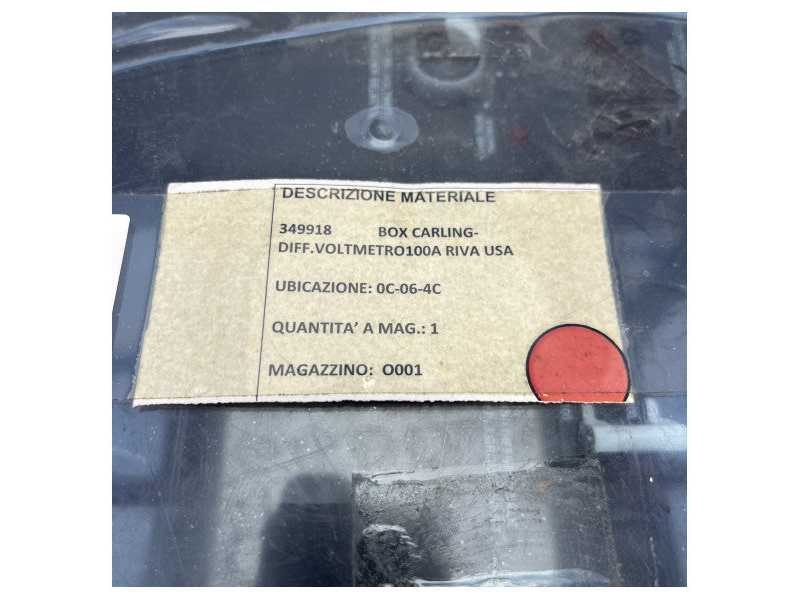 DESCRIZIONE MATERIALE
349918 BOX CARLING-
DIFF.VOLTMETRO100A RIVA USA
UBICAZIONE: 0C-06-4C
QUANTITA' A MAG.: 1
MAGAZZINO: O001